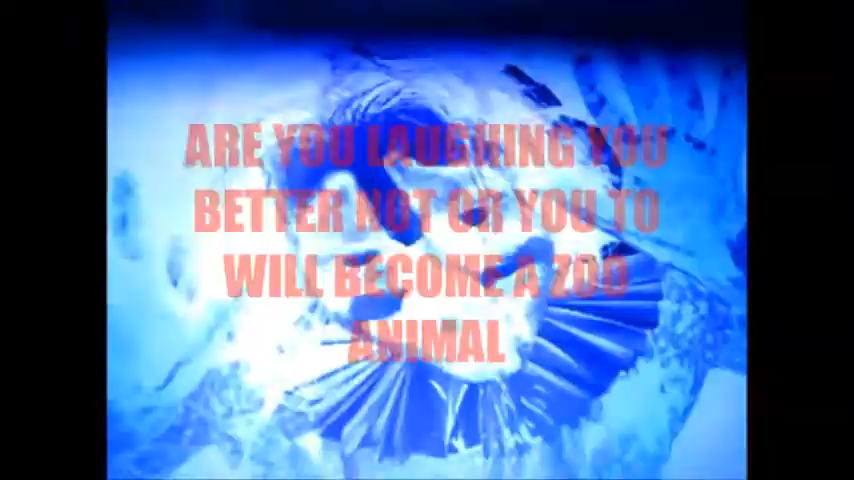 ARE YOU LAUGHING YOU
BETTER NOT OR YOU TO
WILL BECOME A ZOO
ANIMAL